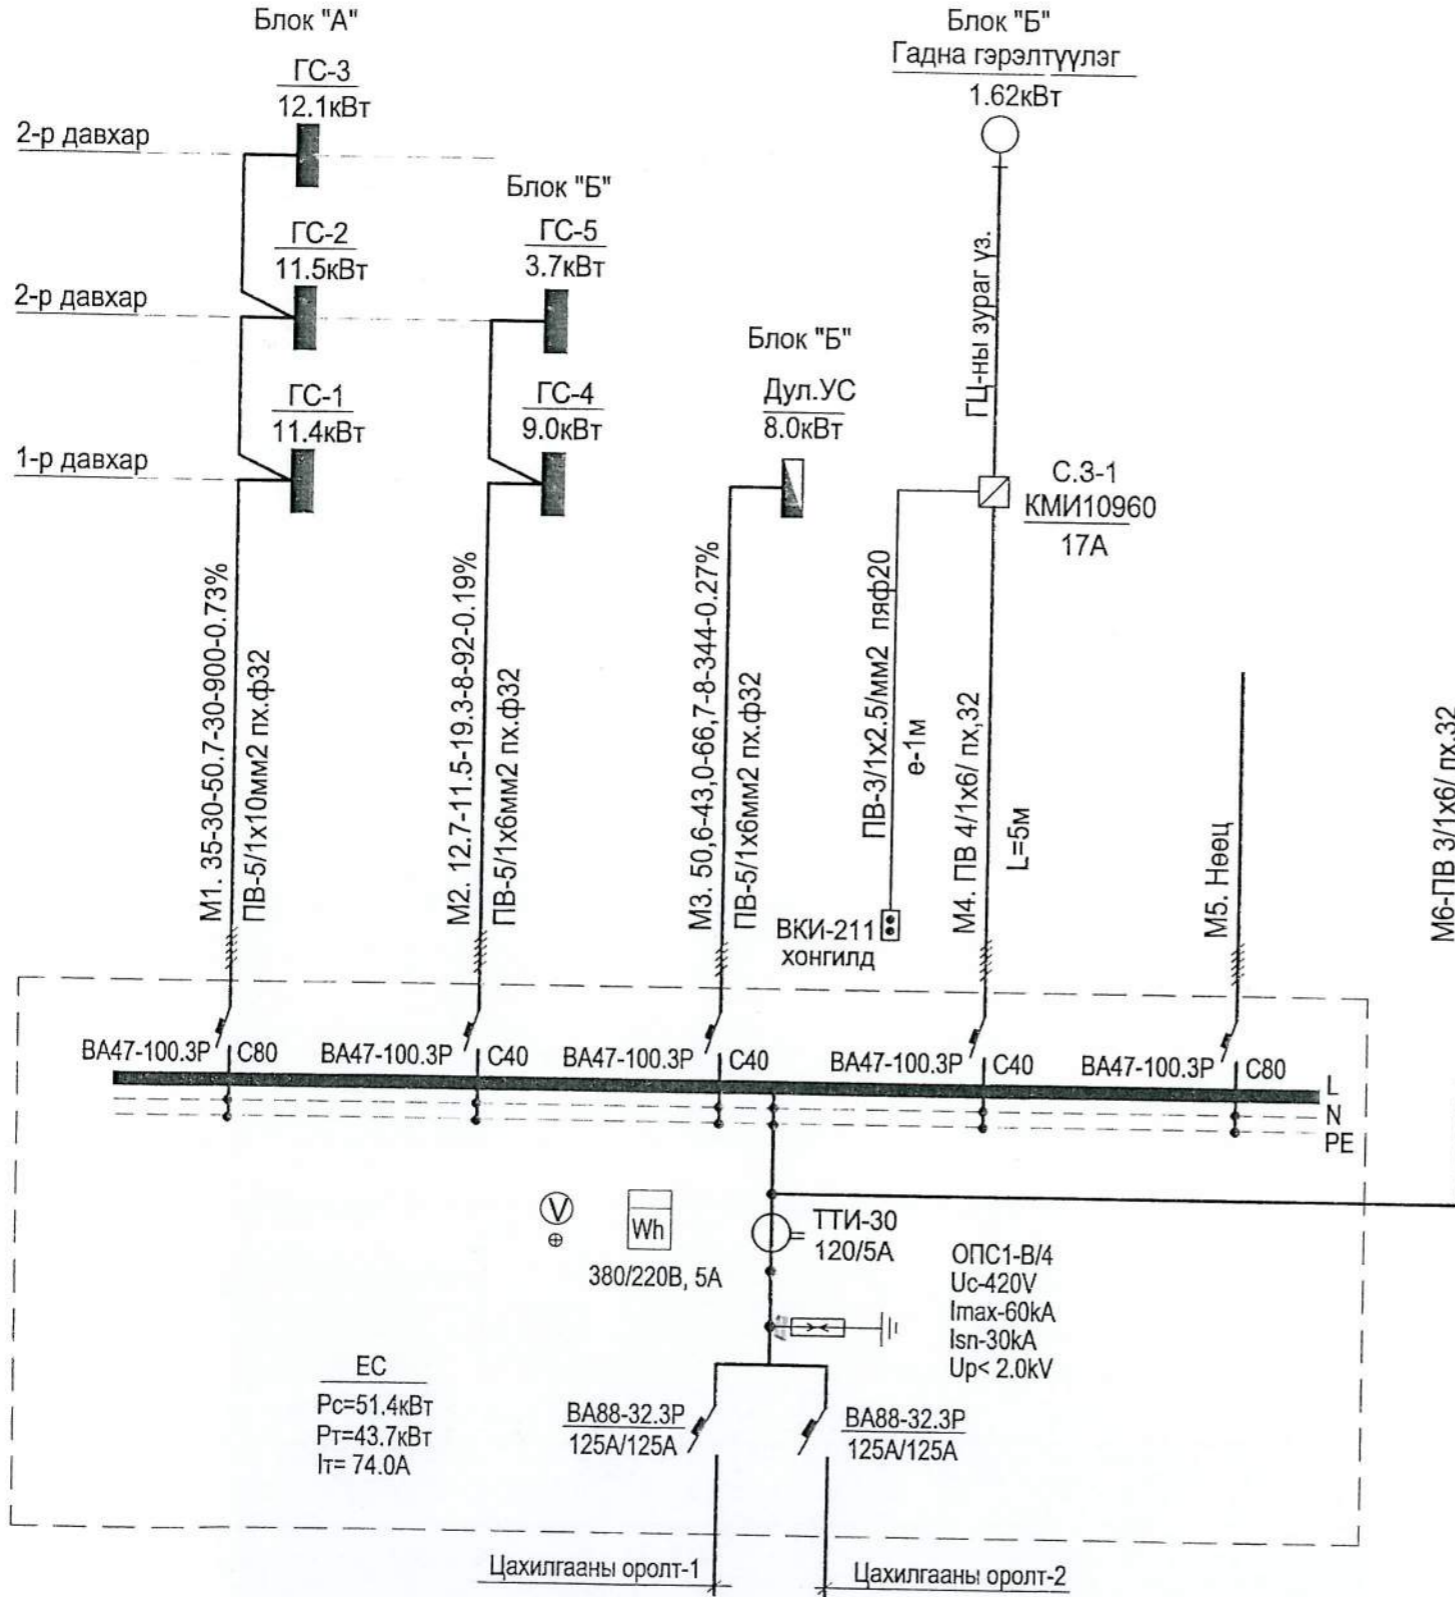 Блок "А"
ГС-3
12.1кВт
2-р давхар
ГС-2
11.5кВт
2-р давхар
ГС-1
11.4кВт
1-р давхар
Блок "Б"
ГС-5
3.7кВт
ГС-4
9.0кВт
Блок "Б"
Дул.УС
8.0кВт
Блок "Б"
Гадна гэрэлтүүлэг
1.62кВт
ГЦ-ны зураг үз.
С.3-1
КМИ10960
17А
М1. 35-30-50.7-30-900-0.73%
ПВ-5/1х10мм2 пх.ф32
М2. 12.7-11.5-19.3-8-92-0.19%
ПВ-5/1х6мм2 пх.ф32
М3. 50,6-43,0-66,7-8-344-0.27%
ПВ-5/1х6мм2 пх.ф32
ПВ-3/1х2.5/мм2 пяф20
е-1м
ВКИ-211
хонгилд
М4. ПВ 4/1х6/ пх,32
L=5м
М5. Нөөц
М6-ПВ 3/1х6/ пх.32
ВА47-100.3Р С80
ВА47-100.3Р С40
ВА47-100.3Р С40
ВА47-100.3Р С40
ВА47-100.3Р С80
L
N
PE
V
Wh
380/220В, 5А
ТТИ-30
120/5А
ОПС1-В/4
Uc-420V
Imax-60kA
Isn-30kA
Up< 2.0kV
ЕС
Рс=51.4кВт
Рт=43.7кВт
Iт= 74.0А
ВА88-32.3Р
125А/125А
ВА88-32.3Р
125А/125А
Цахилгааны оролт-1
Цахилгааны оролт-2